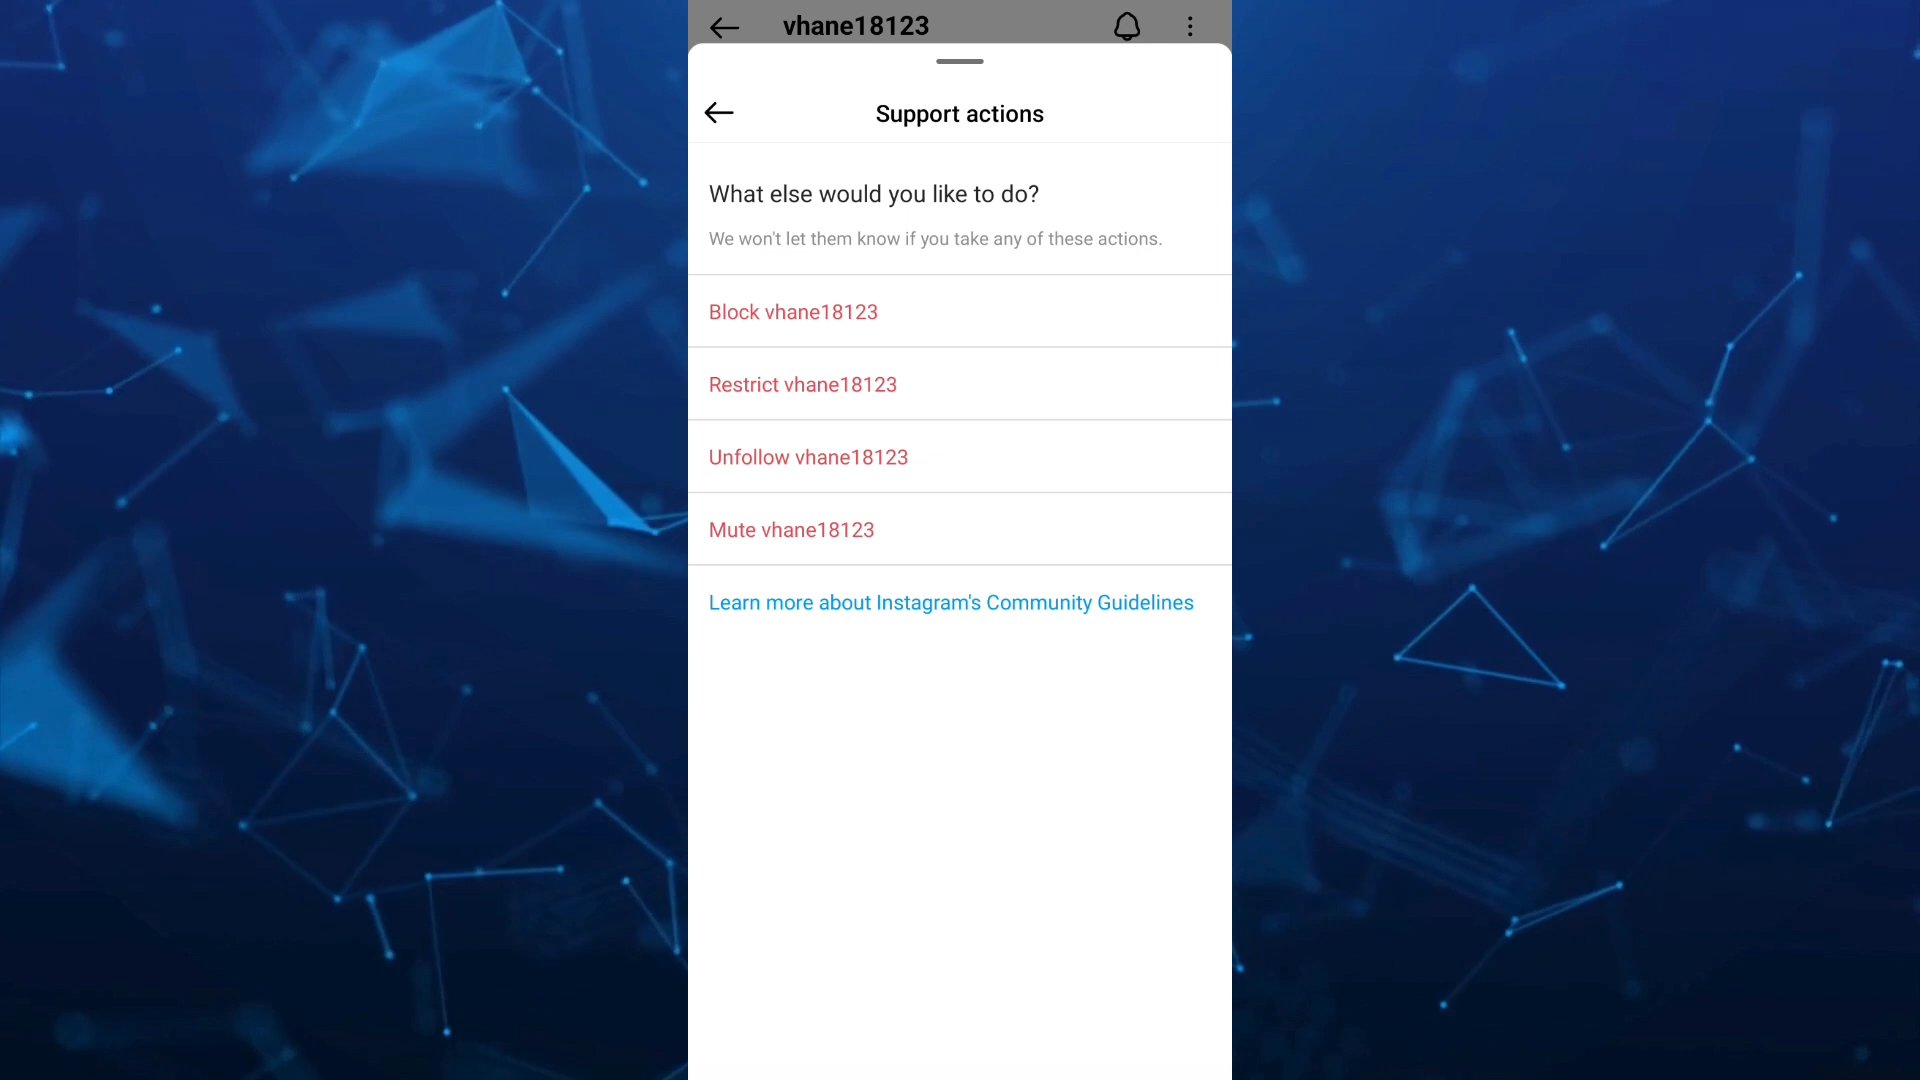 vhane18123
Support actions
What else would you like to do?
We won't let them know if you take any of these actions.
Block vhane18123
Restrict vhane18123
Unfollow vhane18123
Mute vhane18123
Learn more about Instagram's Community Guidelines